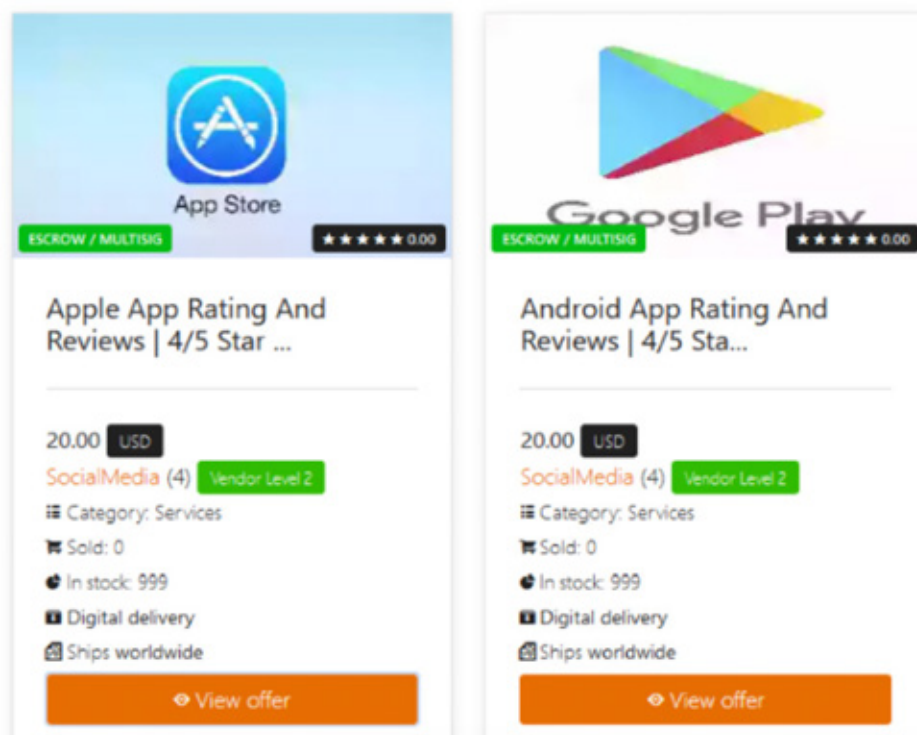 App Store
ESCROW / MULTISIG
★★★★★ 0.00
Apple App Rating And
Reviews | 4/5 Star ...
20.00 USD
SocialMedia (4) Vendor Level 2
Category: Services
Sold: 0
In stock: 999
Digital delivery
Ships worldwide
View offer
Google Play
ESCROW / MULTISIG
★★★★★ 0.00
Android App Rating And
Reviews | 4/5 Sta...
20.00 USD
SocialMedia (4) Vendor Level 2
Category: Services
Sold: 0
In stock: 999
Digital delivery
Ships worldwide
View offer